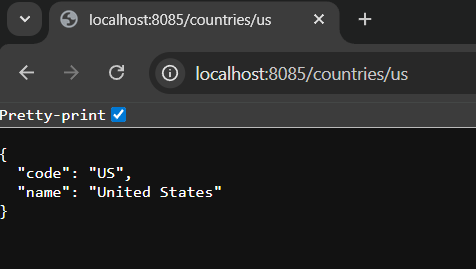 localhost:8085/countries/us
localhost:8085/countries/us
Pretty-print
{
  "code": "US",
  "name": "United States"
}